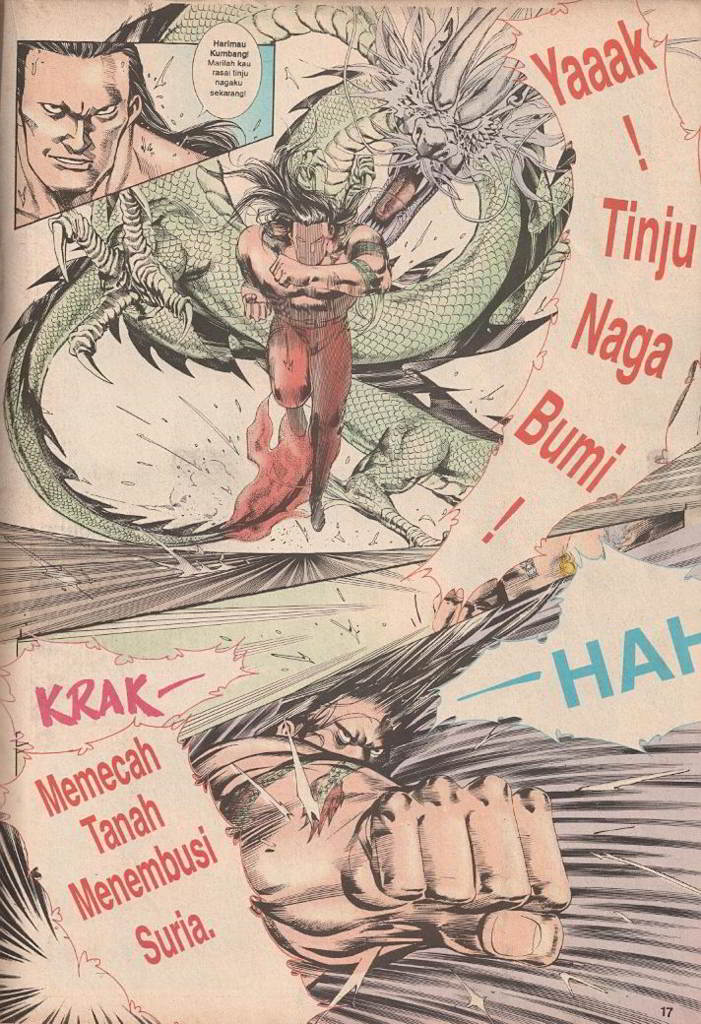 Harimau
Kumbang!
Marilah kau
rasai tinju
nagaku
sekarang!
Yaaak
!
Tinju
Naga
Bumi
!
HAH
KRAK
Memecah
Tanah
Menembusi
Suria.
17